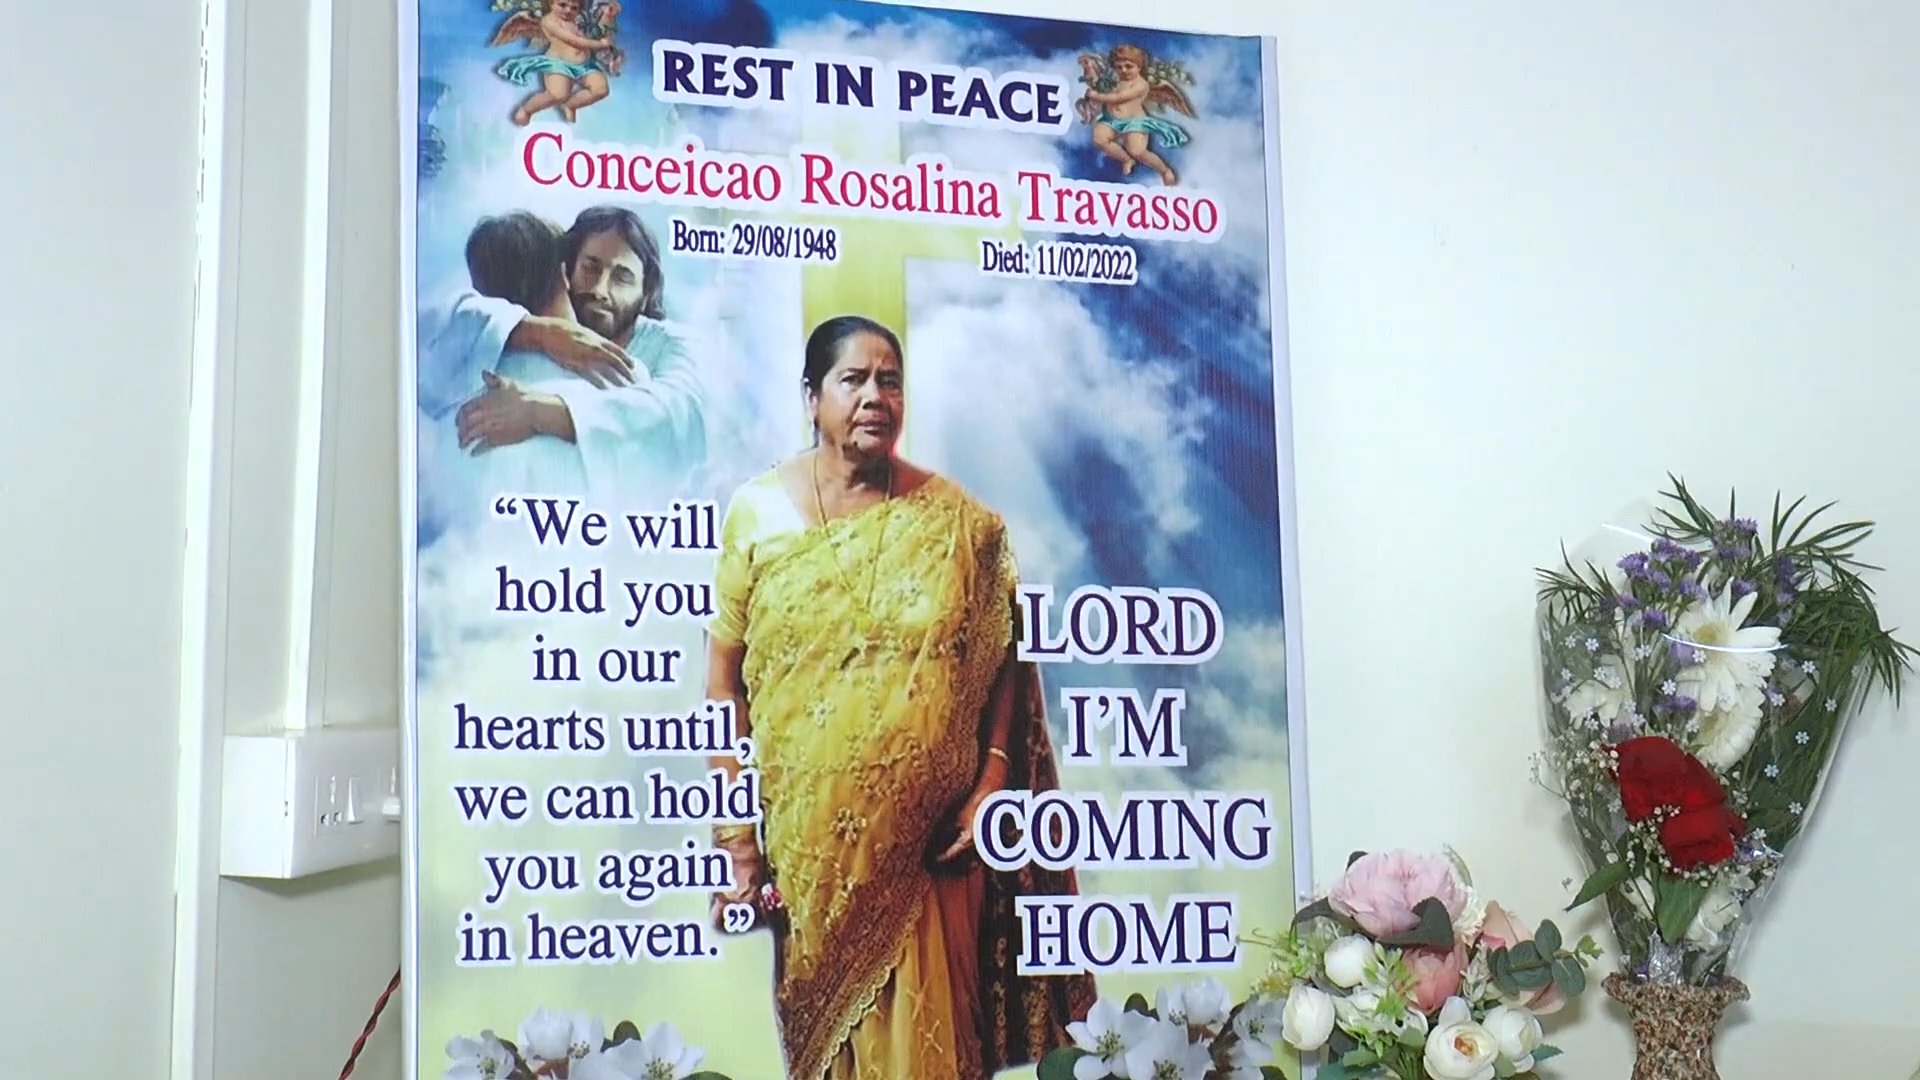 REST IN PEACE
Conceicao Rosalina Travasso
Born: 29/08/1948
Died: 11/02/2022
“We will
hold you
in our
hearts until,
we can hold
you again
in heaven.”
LORD
I’M
COMING
HOME